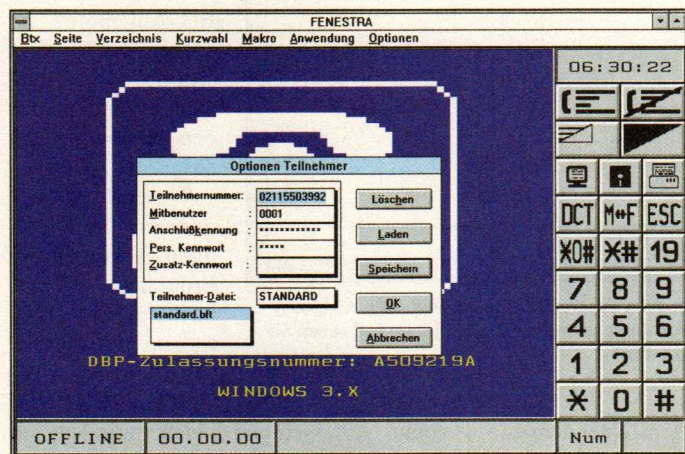 FENESTRA
Btx Seite Verzeichnis Kurzwahl Makro Anwendung Optionen
06:30:22
Optionen Teilnehmer
Teilnehmernummer: 02115503992
Mitbenutzer : 0001
Anschlußkennung : ************
Pers. Kennwort : *****
Zusatz-Kennwort :
Teilnehmer-Datei: STANDARD
standard.bft
Löschen
Laden
Speichern
OK
Abbrechen
DBP-Zulassungsnummer: A509219A
WINDOWS 3.X
DCT M↔F ESC
*0# *# 19
7 8 9
4 5 6
1 2 3
* 0 #
OFFLINE 00.00.00 Num